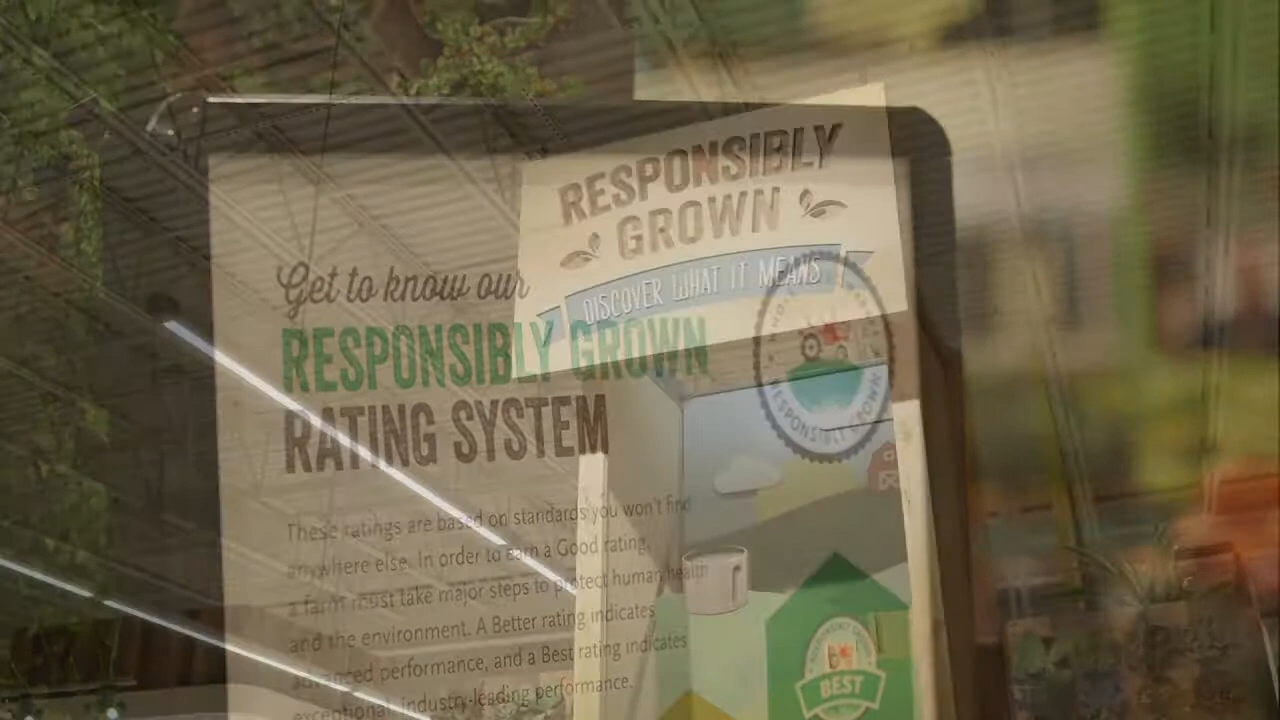 RESPONSIBLY
GROWN
DISCOVER WHAT IT MEANS
Get to know our
RESPONSIBLY GROWN
RATING SYSTEM
These ratings are based on standards you won't find
anywhere else. In order to earn a Good rating,
a farm must take major steps to protect human health
and the environment. A Better rating indicates
advanced performance, and a Best rating indicates
exceptional, industry-leading performance.
RESPONSIBLY GROWN
BEST